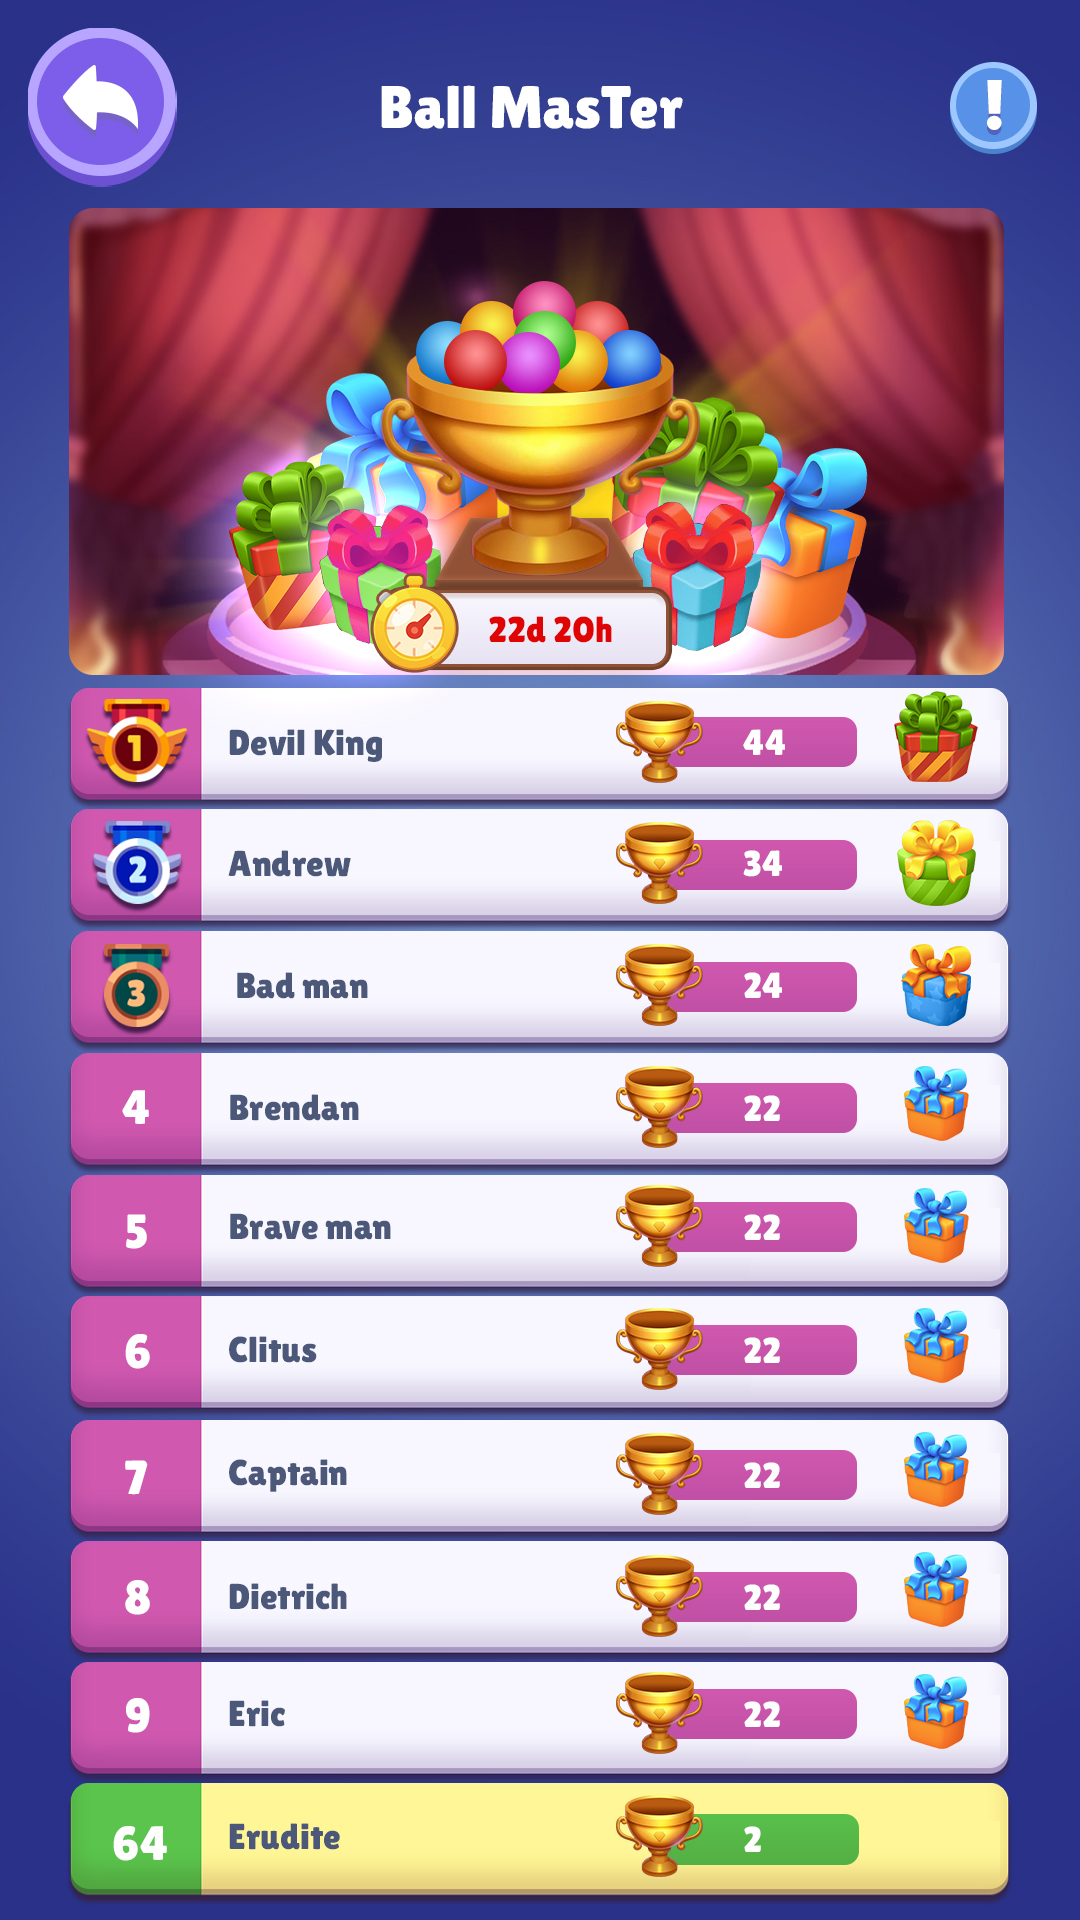 Ball MasTer
!
22d 20h
1 Devil King 44
2 Andrew 34
3 Bad man 24
4 Brendan 22
5 Brave man 22
6 Clitus 22
7 Captain 22
8 Dietrich 22
9 Eric 22
64 Erudite 2